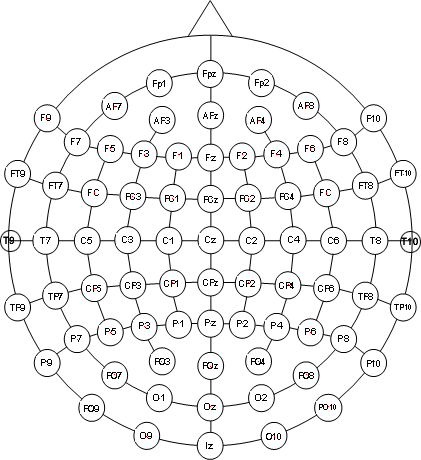 Fpz
Fp1 Fp2
AF7 AF8
AF3 AFz AF4
F9 F10
F7 F5 F3 F1 Fz F2 F4 F6 F8
FT9 FT10
FT7 FC FC3 FC1 FCz FC2 FC4 FC FT8
T9 T7 C5 C3 C1 Cz C2 C4 C6 T8 T10
TP9 TP7 CP5 CP3 CP1 CPz CP2 CP4 CP6 TP8 TP10
P7 P5 P3 P1 Pz P2 P4 P6 P8
P9 PO3 POz PO4 P10
PO7 PO8
O1 Oz O2
PO9 PO10
O9 O10
Iz